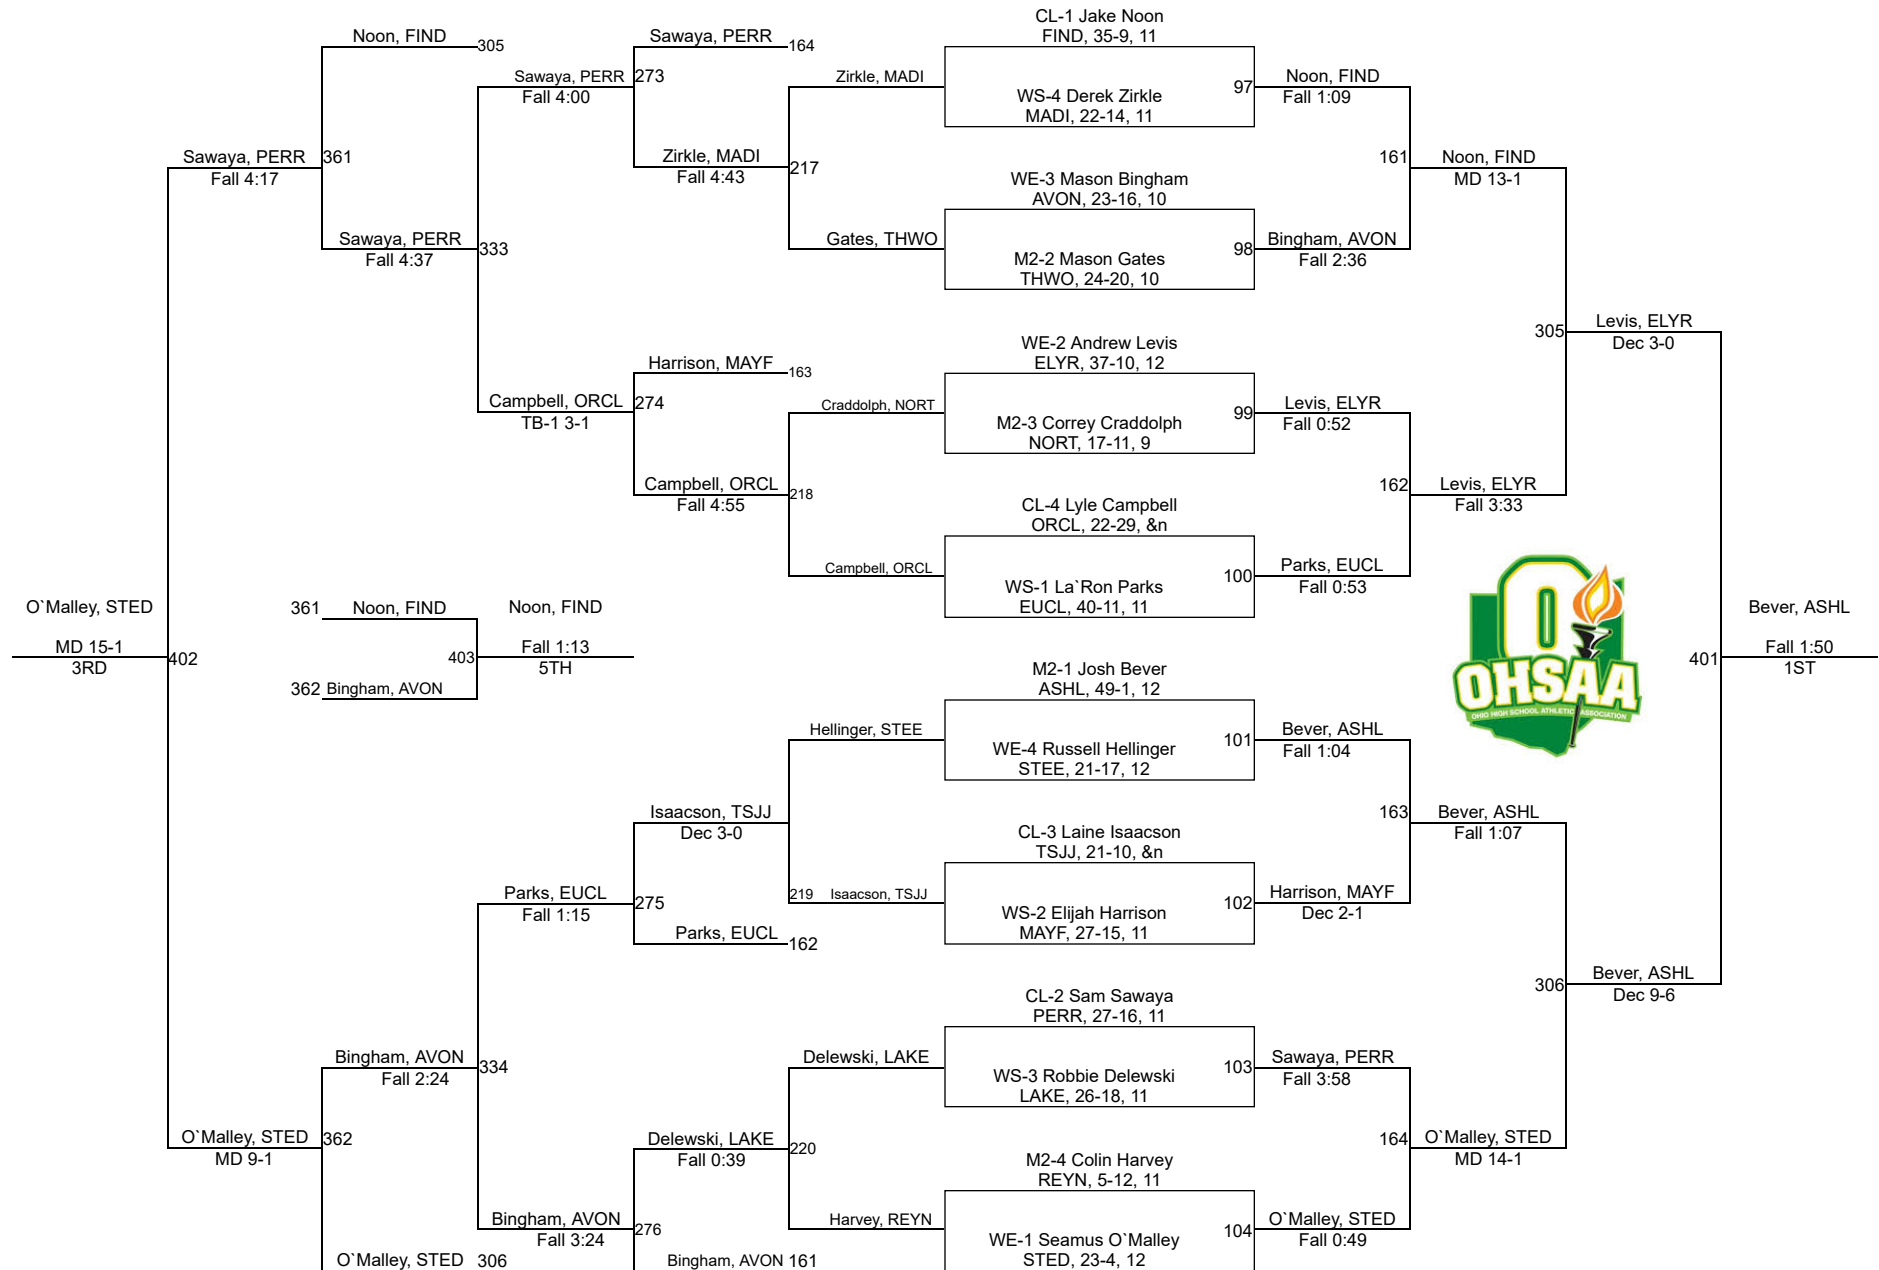 CL-1 Jake Noon
Noon, FIND 305 Sawaya, PERR 164 FIND, 35-9, 11
Sawaya, PERR 273 Zirkle, MADI 97 Noon, FIND
Fall 4:00 WS-4 Derek Zirkle Fall 1:09
MADI, 22-14, 11
Sawaya, PERR 361 Zirkle, MADI 217 161 Noon, FIND
Fall 4:17 Fall 4:43 WE-3 Mason Bingham MD 13-1
AVON, 23-16, 10
Sawaya, PERR 333 Gates, THWO 98 Bingham, AVON
Fall 4:37 M2-2 Mason Gates Fall 2:36
THWO, 24-20, 10
305 Levis, ELYR
WE-2 Andrew Levis Dec 3-0
Harrison, MAYF 163 ELYR, 37-10, 12
Campbell, ORCL 274 Craddolph, NORT 99 Levis, ELYR
TB-1 3-1 M2-3 Correy Craddolph Fall 0:52
NORT, 17-11, 9
Campbell, ORCL 218 162 Levis, ELYR
Fall 4:55 CL-4 Lyle Campbell Fall 3:33
ORCL, 22-29, &n
Campbell, ORCL 100 Parks, EUCL
WS-1 La`Ron Parks Fall 0:53
O`Malley, STED 361 Noon, FIND Noon, FIND EUCL, 40-11, 11 Bever, ASHL
MD 15-1 402 403 Fall 1:13 401 Fall 1:50
3RD 5TH 1ST
362 Bingham, AVON
O
OHSAA
OHIO HIGH SCHOOL ATHLETIC ASSOCIATION
M2-1 Josh Bever
ASHL, 49-1, 12
Hellinger, STEE 101 Bever, ASHL
WE-4 Russell Hellinger Fall 1:04
STEE, 21-17, 12
Isaacson, TSJJ 163 Bever, ASHL
Dec 3-0 CL-3 Laine Isaacson Fall 1:07
TSJJ, 21-10, &n
Parks, EUCL 275 219 Isaacson, TSJJ 102 Harrison, MAYF
Fall 1:15 WS-2 Elijah Harrison Dec 2-1
Parks, EUCL 162 MAYF, 27-15, 11
306 Bever, ASHL
CL-2 Sam Sawaya Dec 9-6
PERR, 27-16, 11
Bingham, AVON 334 Delewski, LAKE 103 Sawaya, PERR
Fall 2:24 WS-3 Robbie Delewski Fall 3:58
LAKE, 26-18, 11
O`Malley, STED 362 Delewski, LAKE 220 164 O`Malley, STED
MD 9-1 Fall 0:39 M2-4 Colin Harvey MD 14-1
REYN, 5-12, 11
Bingham, AVON 276 Harvey, REYN 104 O`Malley, STED
Fall 3:24 WE-1 Seamus O`Malley Fall 0:49
O`Malley, STED 306 Bingham, AVON 161 STED, 23-4, 12